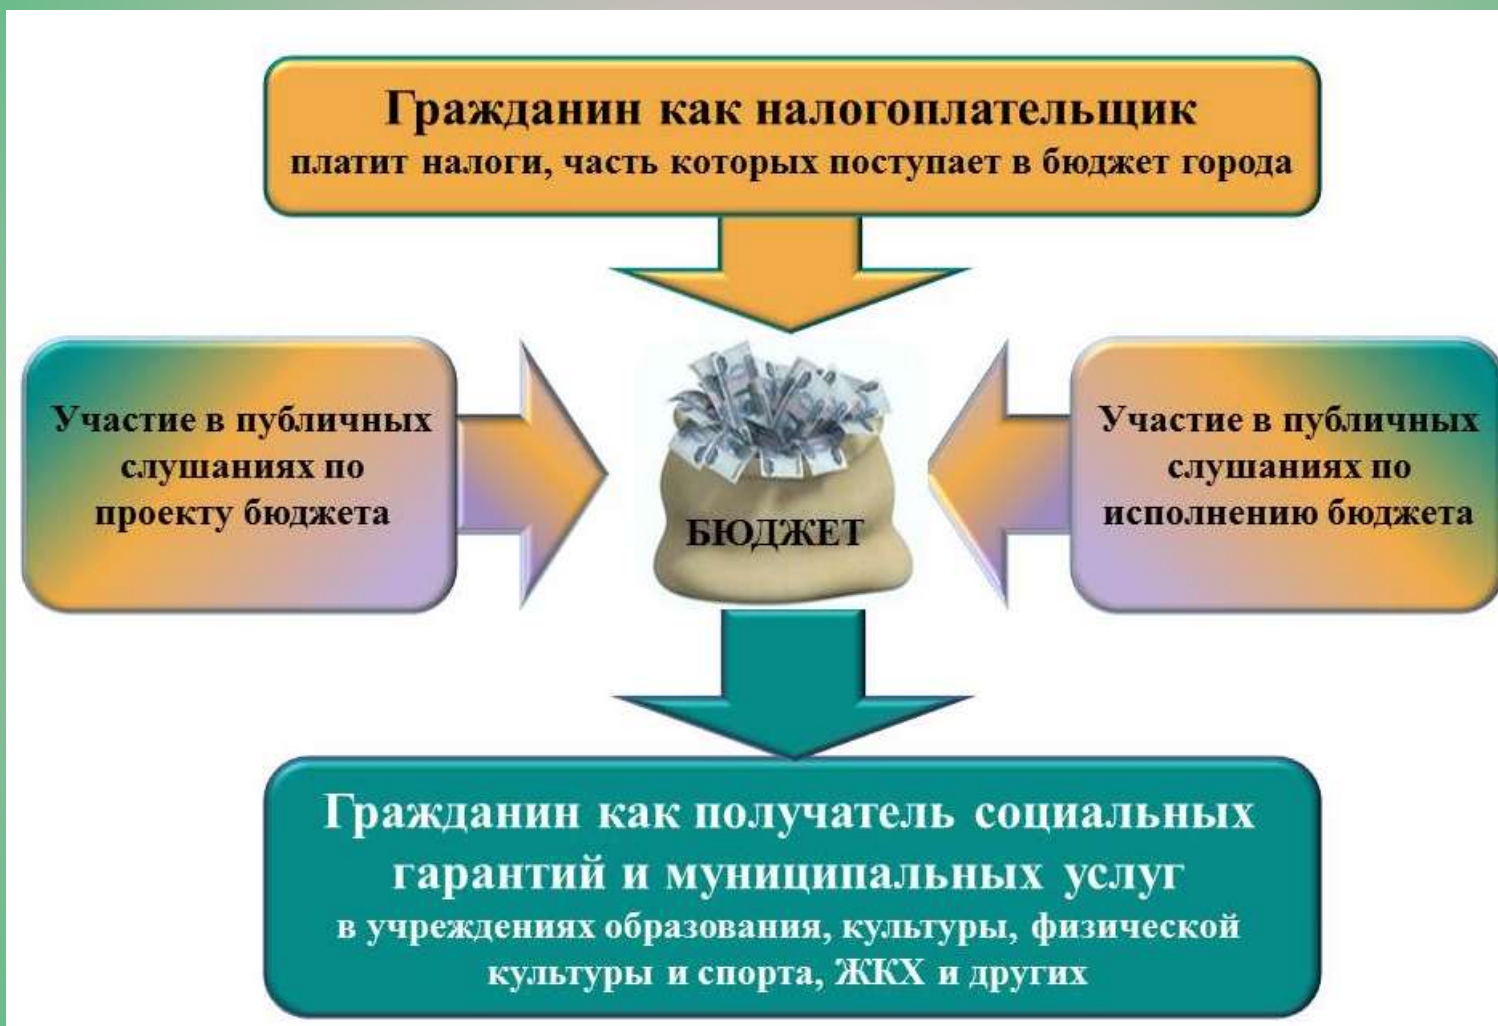 Гражданин как налогоплательщик
платит налоги, часть которых поступает в бюджет города
Участие в публичных
слушаниях по
проекту бюджета
БЮДЖЕТ
Участие в публичных
слушаниях по
исполнению бюджета
Гражданин как получатель социальных
гарантий и муниципальных услуг
в учреждениях образования, культуры, физической
культуры и спорта, ЖКХ и других